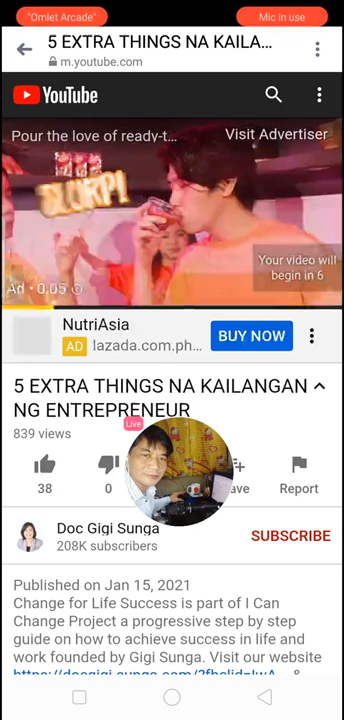 "Omlet Arcade"
Mic in use
5 EXTRA THINGS NA KAILA...
m.youtube.com
YouTube
Pour the love of ready-t...
Visit Advertiser
Your video will
begin in 6
Ad • 0:05
NutriAsia
AD lazada.com.ph...
BUY NOW
5 EXTRA THINGS NA KAILANGAN
NG ENTREPRENEUR
839 views
Live
38
0
ave
Report
Doc Gigi Sunga
208K subscribers
SUBSCRIBE
Published on Jan 15, 2021
Change for Life Success is part of I Can
Change Project a progressive step by step
guide on how to achieve success in life and
work founded by Gigi Sunga. Visit our website